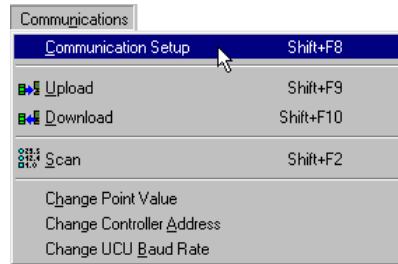 Communications
Communication Setup Shift+F8
Upload Shift+F9
Download Shift+F10
Scan Shift+F2
Change Point Value
Change Controller Address
Change UCU Baud Rate